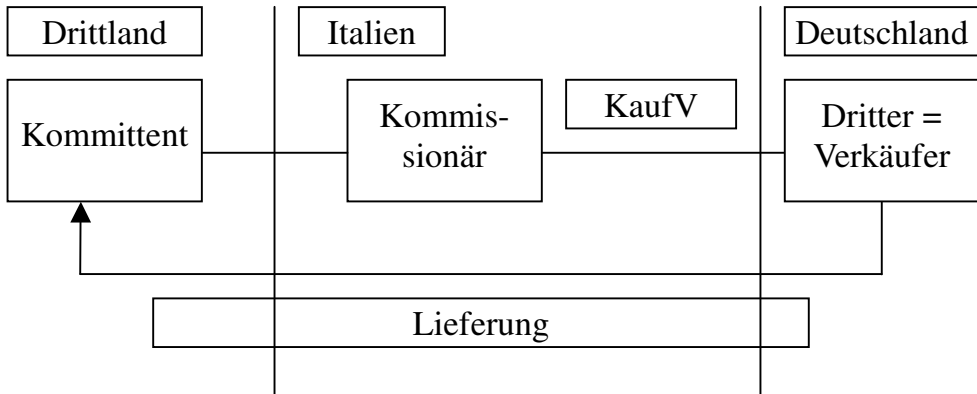 Drittland
Italien
Deutschland
Kommittent
Kommis-
sionär
KaufV
Dritter =
Verkäufer
Lieferung